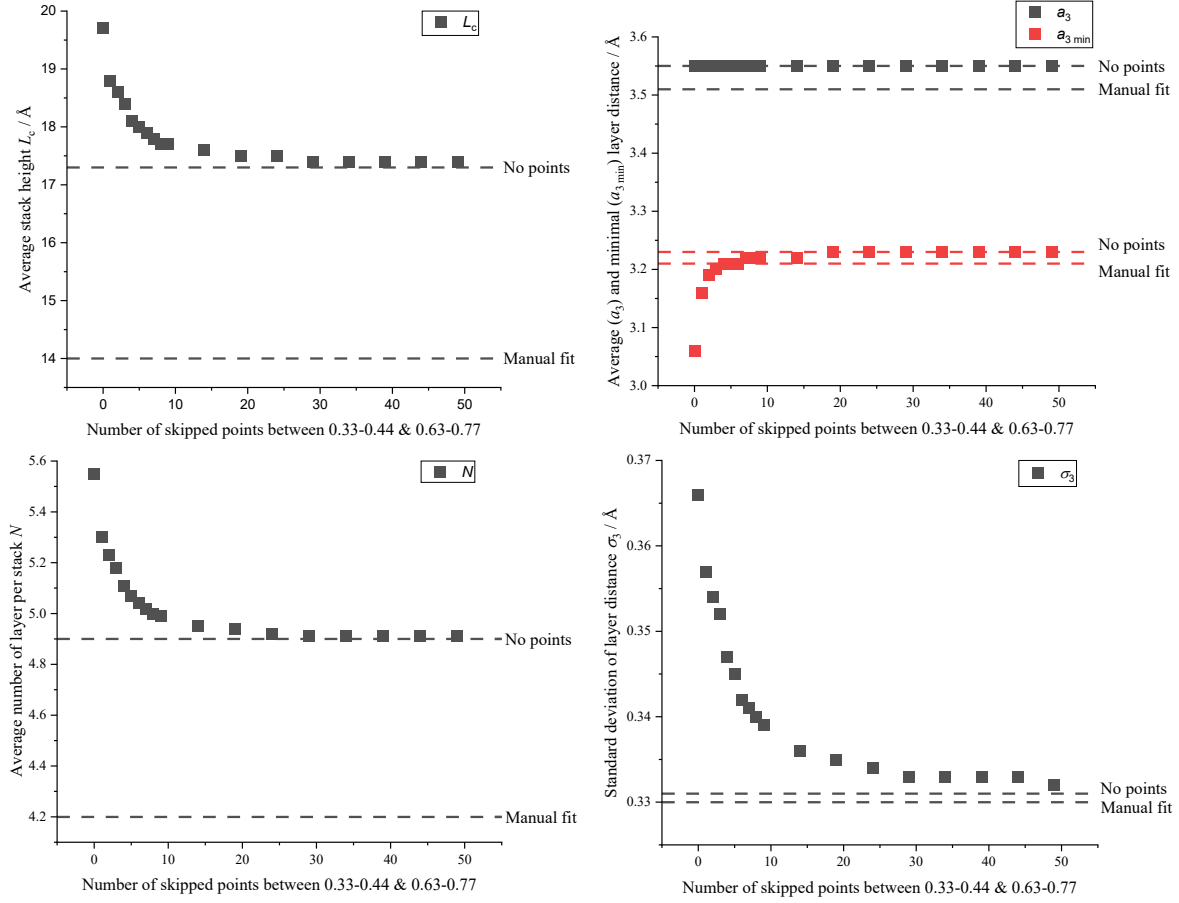 Average stack height Lc / Å
20
19
18
17
16
15
14
Lc
No points
Manual fit
0 10 20 30 40 50
Number of skipped points between 0.33-0.44 & 0.63-0.77
Average (a3) and minimal (a3 min) layer distance / Å
3.6
3.5
3.4
3.3
3.2
3.1
3.0
a3
a3 min
No points
Manual fit
No points
Manual fit
0 10 20 30 40 50
Number of skipped points between 0.33-0.44 & 0.63-0.77
Average number of layer per stack N
5.6
5.4
5.2
5.0
4.8
4.6
4.4
4.2
N
No points
Manual fit
0 10 20 30 40 50
Number of skipped points between 0.33-0.44 & 0.63-0.77
Standard deviation of layer distance σ3 / Å
0.37
0.36
0.35
0.34
0.33
σ3
No points
Manual fit
0 10 20 30 40 50
Number of skipped points between 0.33-0.44 & 0.63-0.77